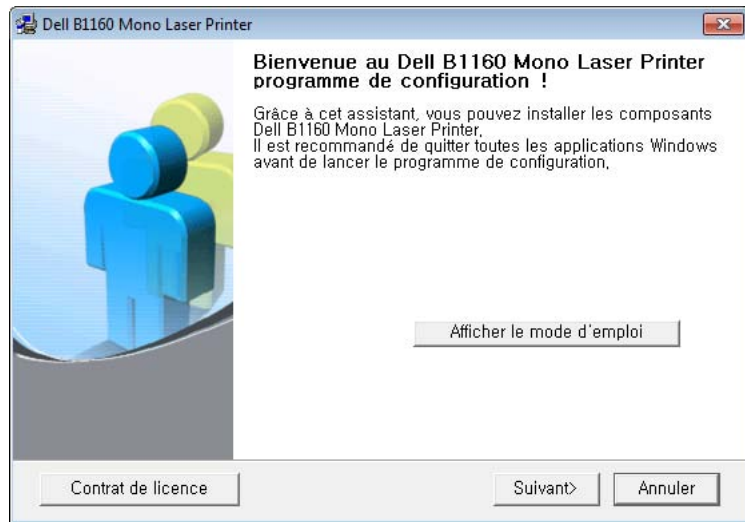 Dell B1160 Mono Laser Printer
Bienvenue au Dell B1160 Mono Laser Printer
programme de configuration !
Grâce à cet assistant, vous pouvez installer les composants
Dell B1160 Mono Laser Printer,
Il est recommandé de quitter toutes les applications Windows
avant de lancer le programme de configuration,
Afficher le mode d'emploi
Contrat de licence
Suivant>
Annuler